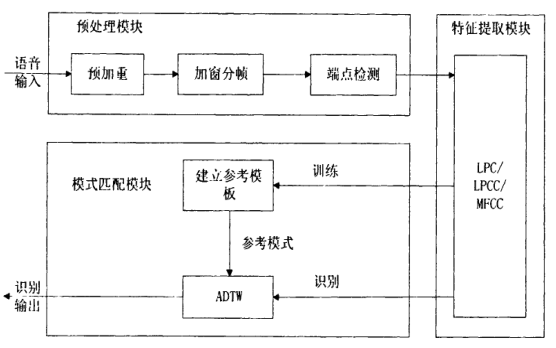 预处理模块
特征提取模块
语音
输入
预加重
加窗分帧
端点检测
LPC/
LPCC/
MFCC
模式匹配模块
建立参考模
板
训练
参考模式
识别
输出
ADTW
识别